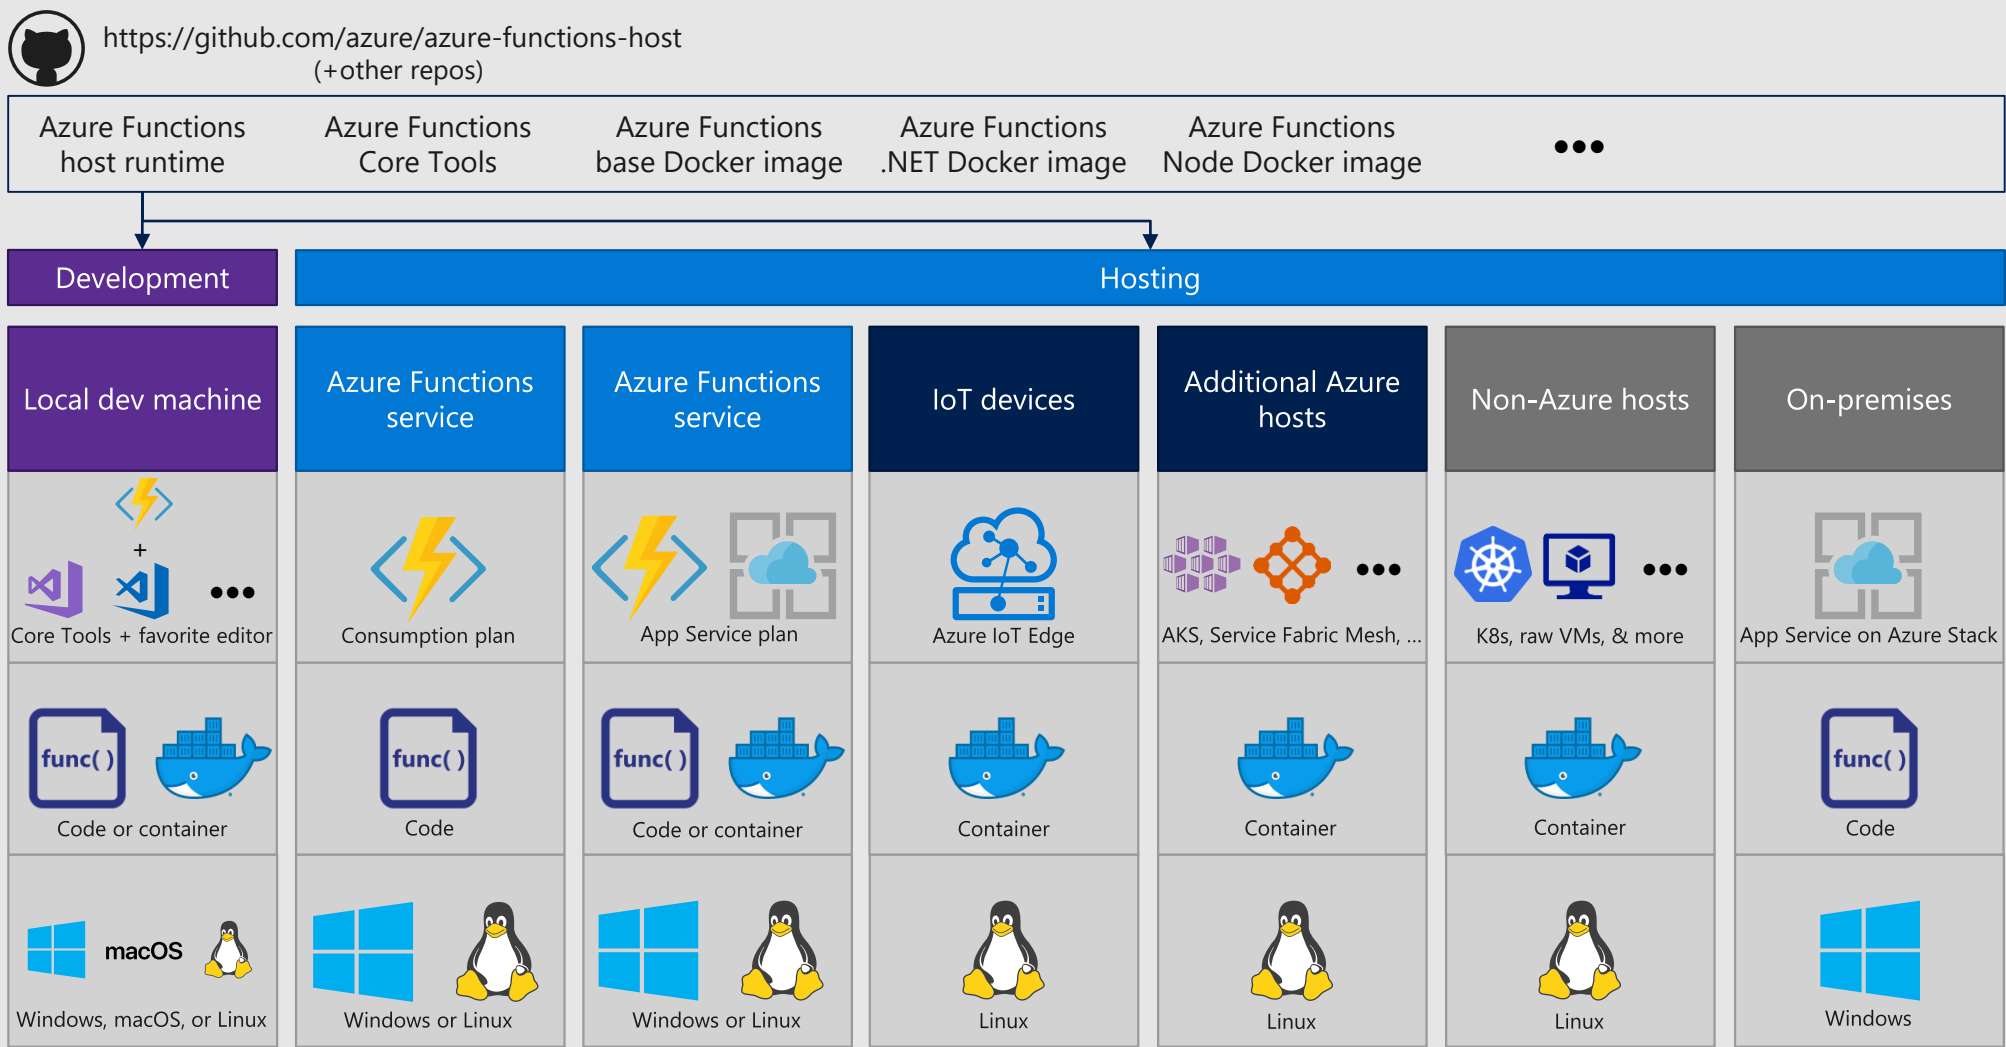 https://github.com/azure/azure-functions-host
(+other repos)
Azure Functions
host runtime
Azure Functions
Core Tools
Azure Functions
base Docker image
Azure Functions
.NET Docker image
Azure Functions
Node Docker image
•••
Development
Hosting
Local dev machine
Azure Functions
service
Azure Functions
service
IoT devices
Additional Azure
hosts
Non-Azure hosts
On-premises
+
•••
Core Tools + favorite editor
Consumption plan
App Service plan
Azure IoT Edge
•••
AKS, Service Fabric Mesh, ...
•••
K8s, raw VMs, & more
App Service on Azure Stack
func( )
Code or container
func( )
Code
func( )
Code or container
Container
Container
Container
func( )
Code
macOS
Windows, macOS, or Linux
Windows or Linux
Windows or Linux
Linux
Linux
Linux
Windows